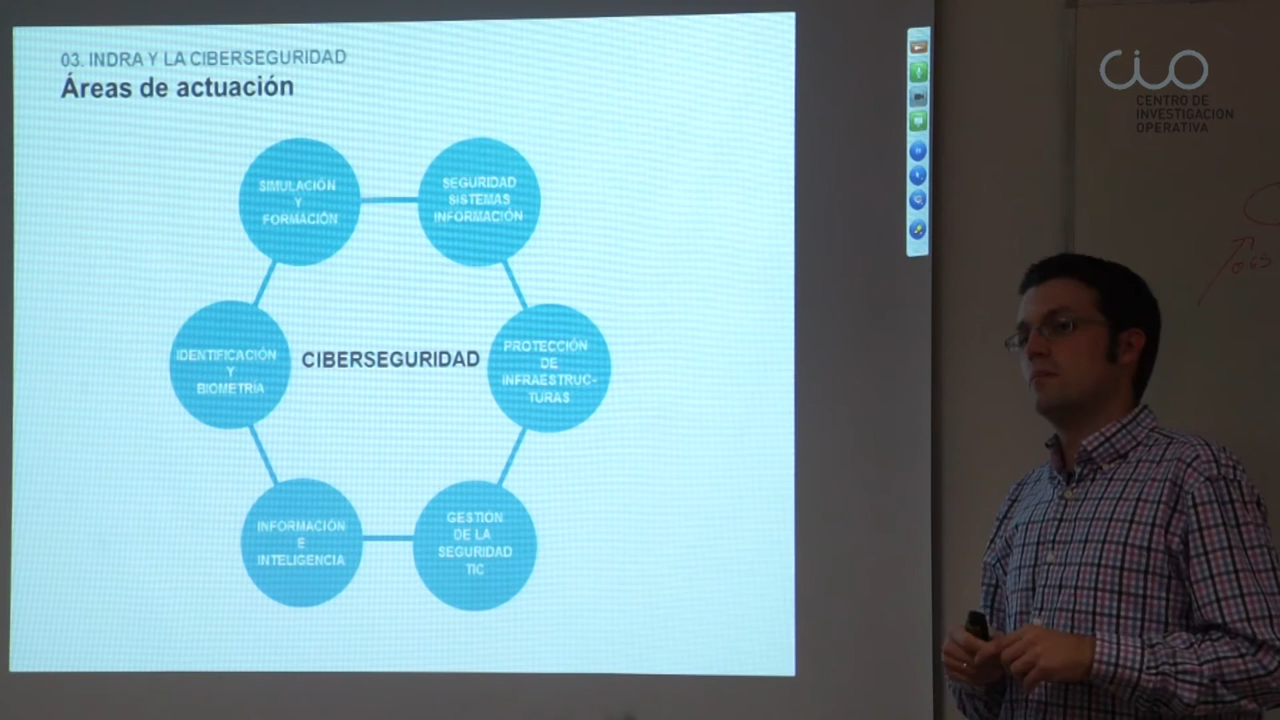 03. INDRA Y LA CIBERSEGURIDAD
Áreas de actuación
SIMULACIÓN
Y
FORMACIÓN
SEGURIDAD
SISTEMAS
INFORMACIÓN
IDENTIFICACIÓN
Y
BIOMETRÍA
CIBERSEGURIDAD
PROTECCIÓN
DE
INFRAESTRUC-
TURAS
INFORMACIÓN
E
INTELIGENCIA
GESTIÓN
DE LA
SEGURIDAD
TIC
CIO
CENTRO DE
INVESTIGACION
OPERATIVA